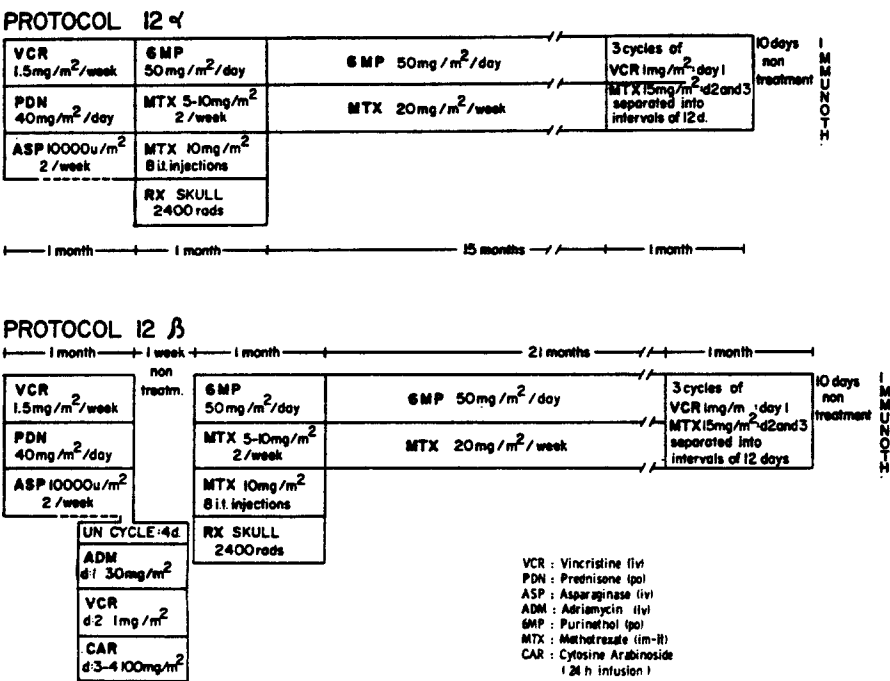 PROTOCOL 12 α
VCR
1.5mg/m²/week
6MP
50mg/m²/day
6MP 50mg/m²/day
3 cycles of
VCR 1mg/m²:day 1
MTX 15mg/m²:d2and3
separated into
intervals of 12d.
10 days
non
treatment
IMMUNOTH.
PDN
40mg/m²/day
MTX 5-10mg/m²
2/week
MTX 20mg/m²/week
ASP 10000u/m²
2/week
MTX 10mg/m²
8 i.t. injections
RX SKULL
2400 rads
1 month
1 month
15 months
1 month
PROTOCOL 12 β
1 month
1 week
1 month
21 months
1 month
non
treatm.
VCR
1.5mg/m²/week
6MP
50mg/m²/day
6MP 50mg/m²/day
3 cycles of
VCR 1mg/m²:day 1
MTX 15mg/m²:d2and3
separated into
intervals of 12 days
10 days
non
treatment
IMMUNOTH.
PDN
40mg/m²/day
MTX 5-10mg/m²
2/week
MTX 20mg/m²/week
ASP 10000u/m²
2/week
MTX 10mg/m²
8 i.t. injections
UN CYCLE:4d.
RX SKULL
2400 rads
ADM
d:1 30mg/m²
VCR
d:2 1mg/m²
CAR
d:3-4 100mg/m²
VCR : Vincristine (iv)
PDN : Prednisone (po)
ASP : Asparaginase (iv)
ADM : Adriamycin (iv)
6MP : Purinethol (po)
MTX : Methotrexate (im-it)
CAR : Cytosine Arabinoside
(24 h infusion)